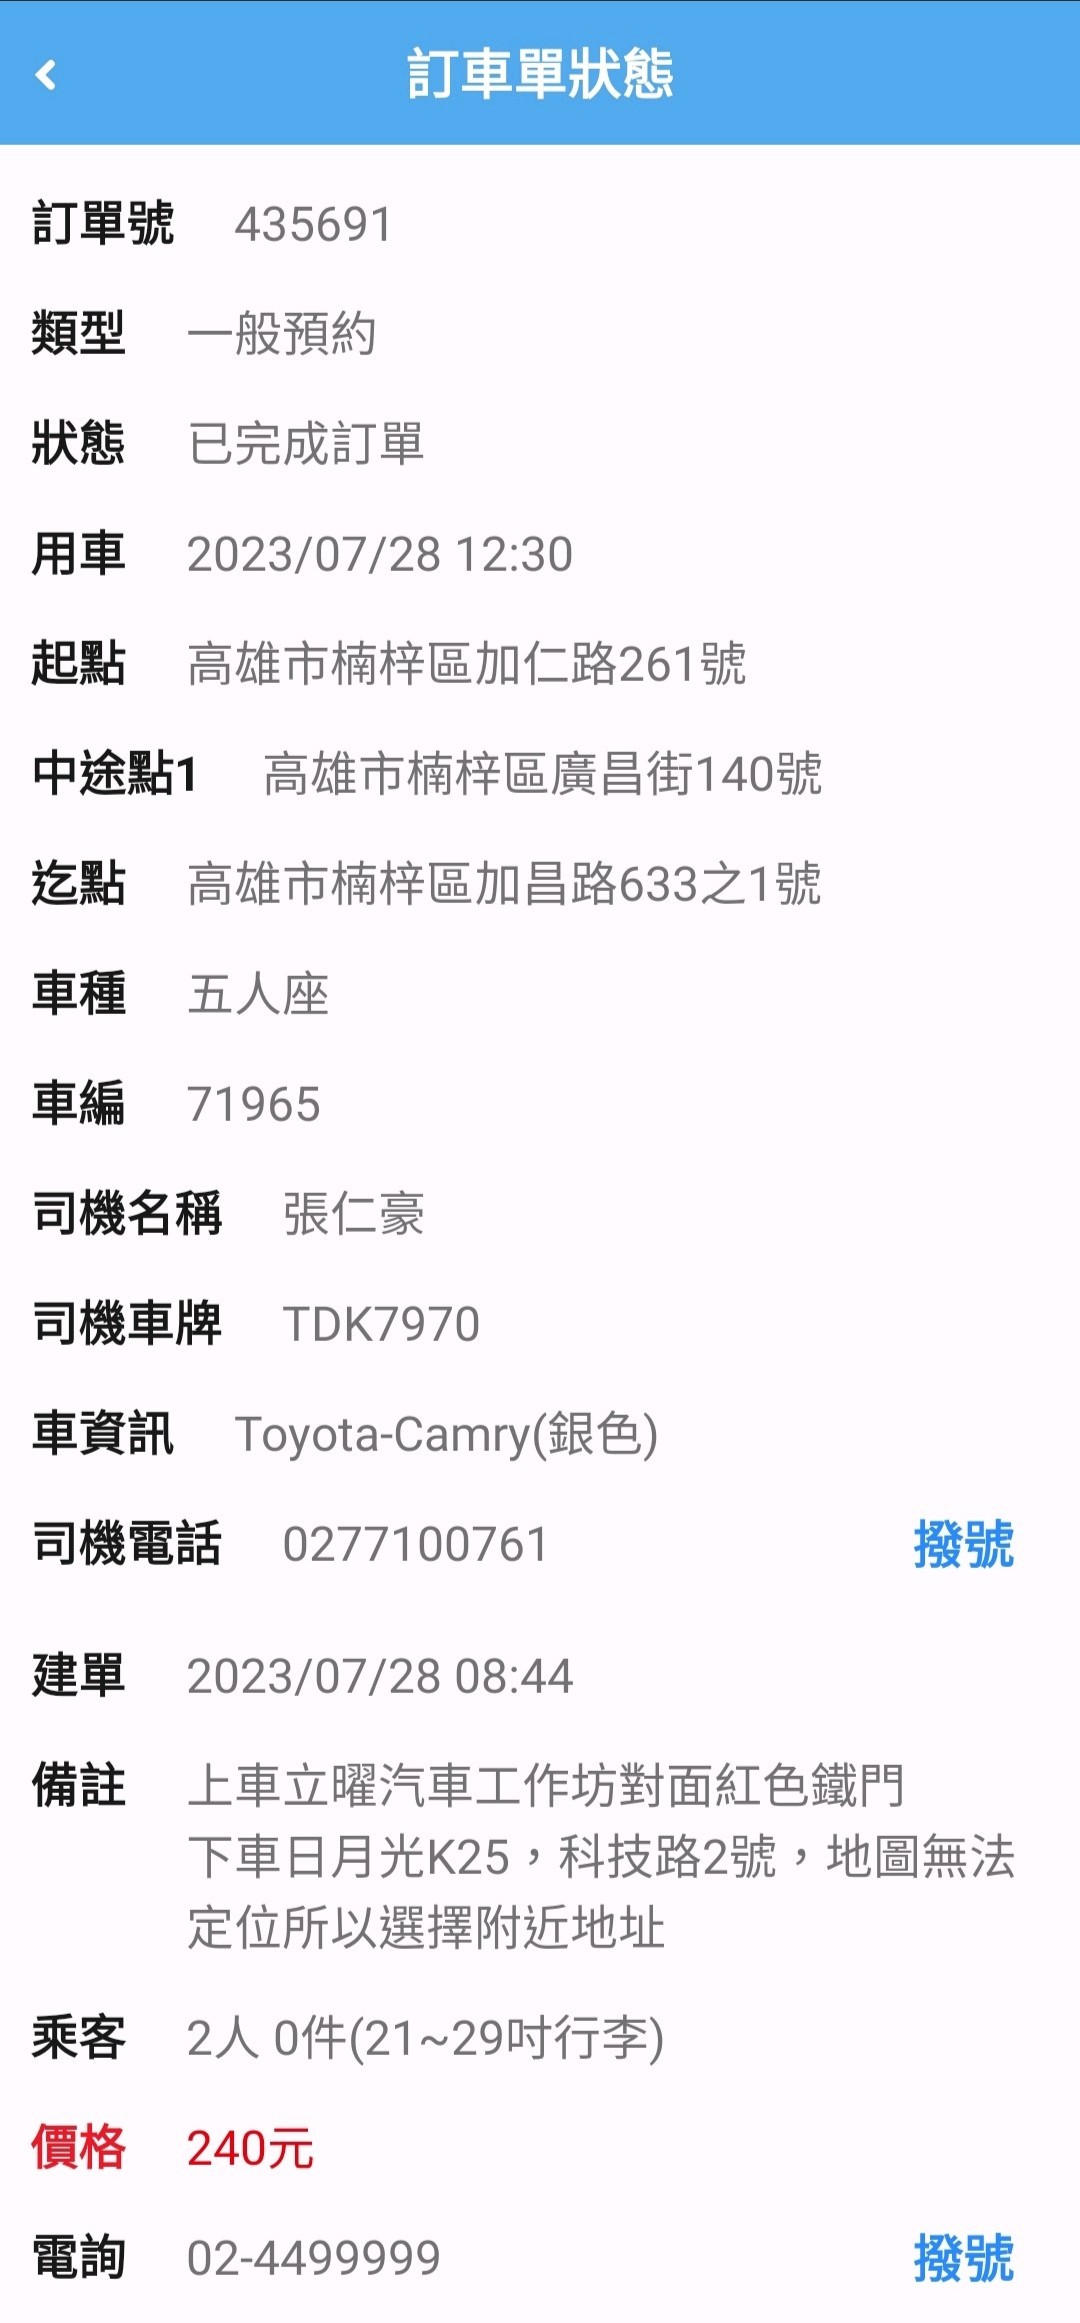 訂車單狀態
訂單號 435691
類型 一般預約
狀態 已完成訂單
用車 2023/07/28 12:30
起點 高雄市楠梓區加仁路261號
中途點1 高雄市楠梓區廣昌街140號
迄點 高雄市楠梓區加昌路633之1號
車種 五人座
車編 71965
司機名稱 張仁豪
司機車牌 TDK7970
車資訊 Toyota-Camry(銀色)
司機電話 0277100761 撥號
建單 2023/07/28 08:44
備註 上車立曜汽車工作坊對面紅色鐵門
下車日月光K25，科技路2號，地圖無法
定位所以選擇附近地址
乘客 2人 0件(21~29吋行李)
價格 240元
電詢 02-4499999 撥號